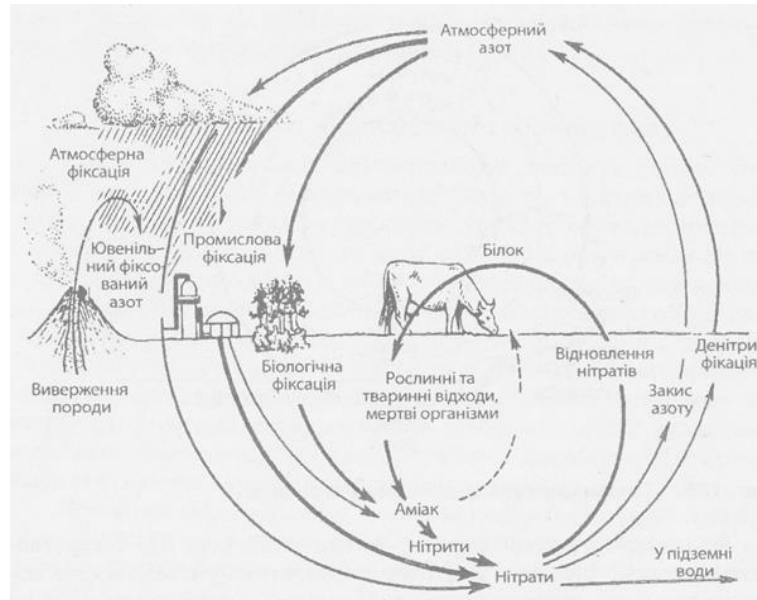 Атмосферний
азот
Атмосферна
фіксація
Ювеніль-
ний фіксо-
ваний
азот
Промислова
фіксація
Білок
Виверження
породи
Біологічна
фіксація
Рослинні та
тваринні відходи,
мертві організми
Відновлення
нітратів
Денітри-
фікація
Закис
азоту
Аміак
Нітрити
Нітрати
У підземні
води